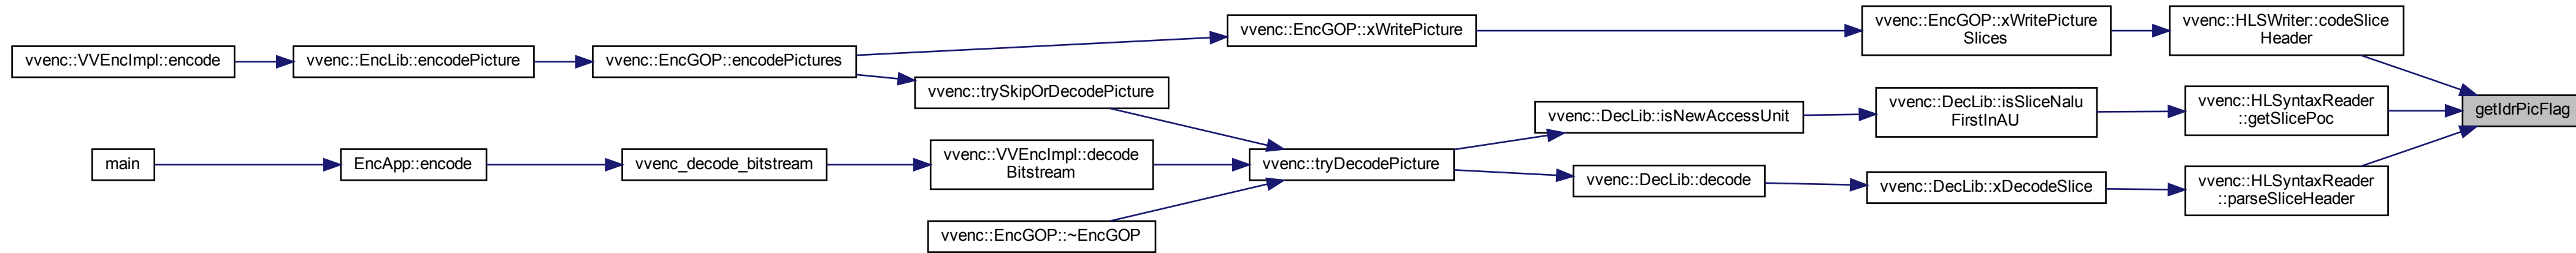 vvenc::VVEncImpl::encode
vvenc::EncLib::encodePicture
vvenc::EncGOP::encodePictures
vvenc::EncGOP::xWritePicture
vvenc::EncGOP::xWritePicture
Slices
vvenc::HLSWriter::codeSlice
Header
vvenc::trySkipOrDecodePicture
vvenc::DecLib::isNewAccessUnit
vvenc::DecLib::isSliceNalu
FirstInAU
vvenc::HLSyntaxReader
::getSlicePoc
getIdrPicFlag
main
EncApp::encode
vvenc_decode_bitstream
vvenc::VVEncImpl::decode
Bitstream
vvenc::tryDecodePicture
vvenc::DecLib::decode
vvenc::DecLib::xDecodeSlice
vvenc::HLSyntaxReader
::parseSliceHeader
vvenc::EncGOP::~EncGOP